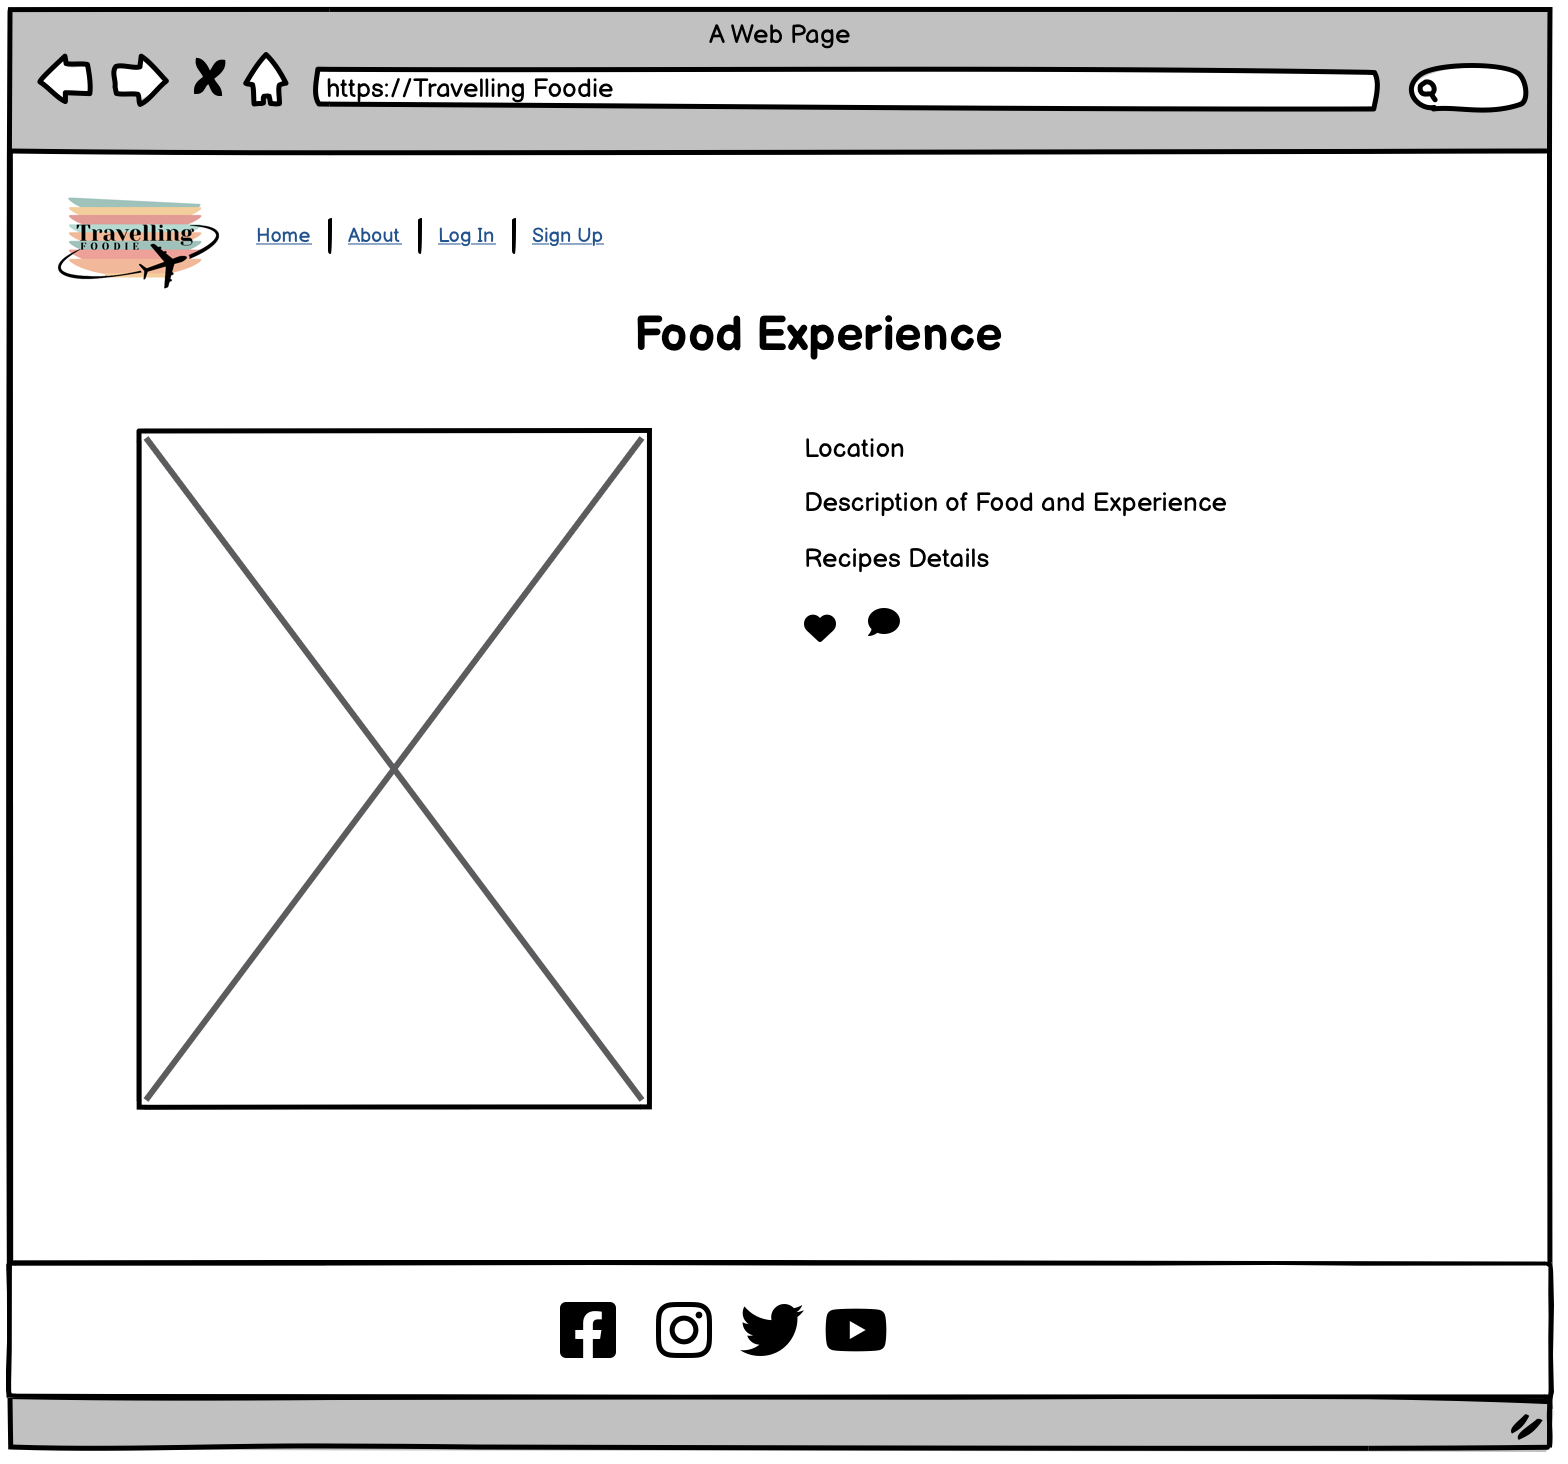 A Web Page
https://Travelling Foodie
Travelling
FOODIE
Home
About
Log In
Sign Up
Food Experience
Location
Description of Food and Experience
Recipes Details